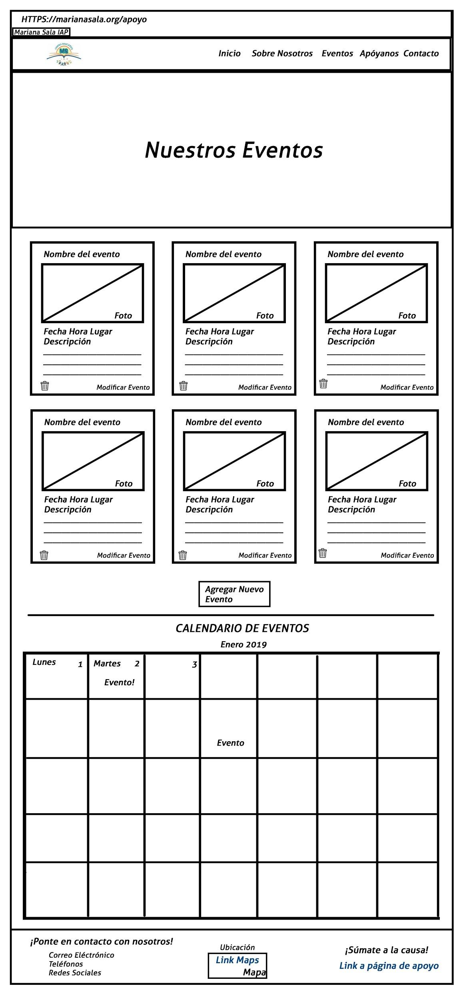 HTTPS://marianasala.org/apoyo
Mariana Sala IAP
CENTRO EDUCATIVO
MS
I. A. P
Inicio Sobre Nosotros Eventos Apóyanos Contacto
Nuestros Eventos
Nombre del evento
Foto
Fecha Hora Lugar
Descripción
Modificar Evento
Nombre del evento
Foto
Fecha Hora Lugar
Descripción
Modificar Evento
Nombre del evento
Foto
Fecha Hora Lugar
Descripción
Modificar Evento
Nombre del evento
Foto
Fecha Hora Lugar
Descripción
Modificar Evento
Nombre del evento
Foto
Fecha Hora Lugar
Descripción
Modificar Evento
Nombre del evento
Foto
Fecha Hora Lugar
Descripción
Modificar Evento
Agregar Nuevo
Evento
CALENDARIO DE EVENTOS
Enero 2019
Lunes 1 Martes 2 3
Evento!
Evento
¡Ponte en contacto con nosotros!
Correo Eléctrónico
Teléfonos
Redes Sociales
Ubicación
Link Maps
Mapa
¡Súmate a la causa!
Link a página de apoyo